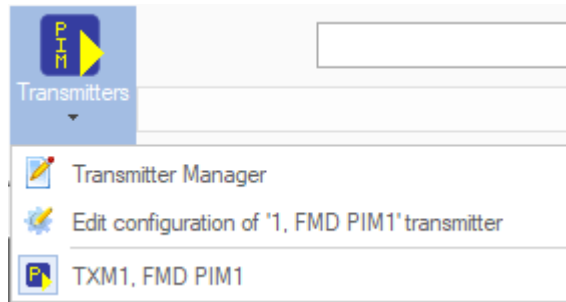 PIM
Transmitters
Transmitter Manager
Edit configuration of "1, FMD PIM1" transmitter
P
TXM1, FMD PIM1